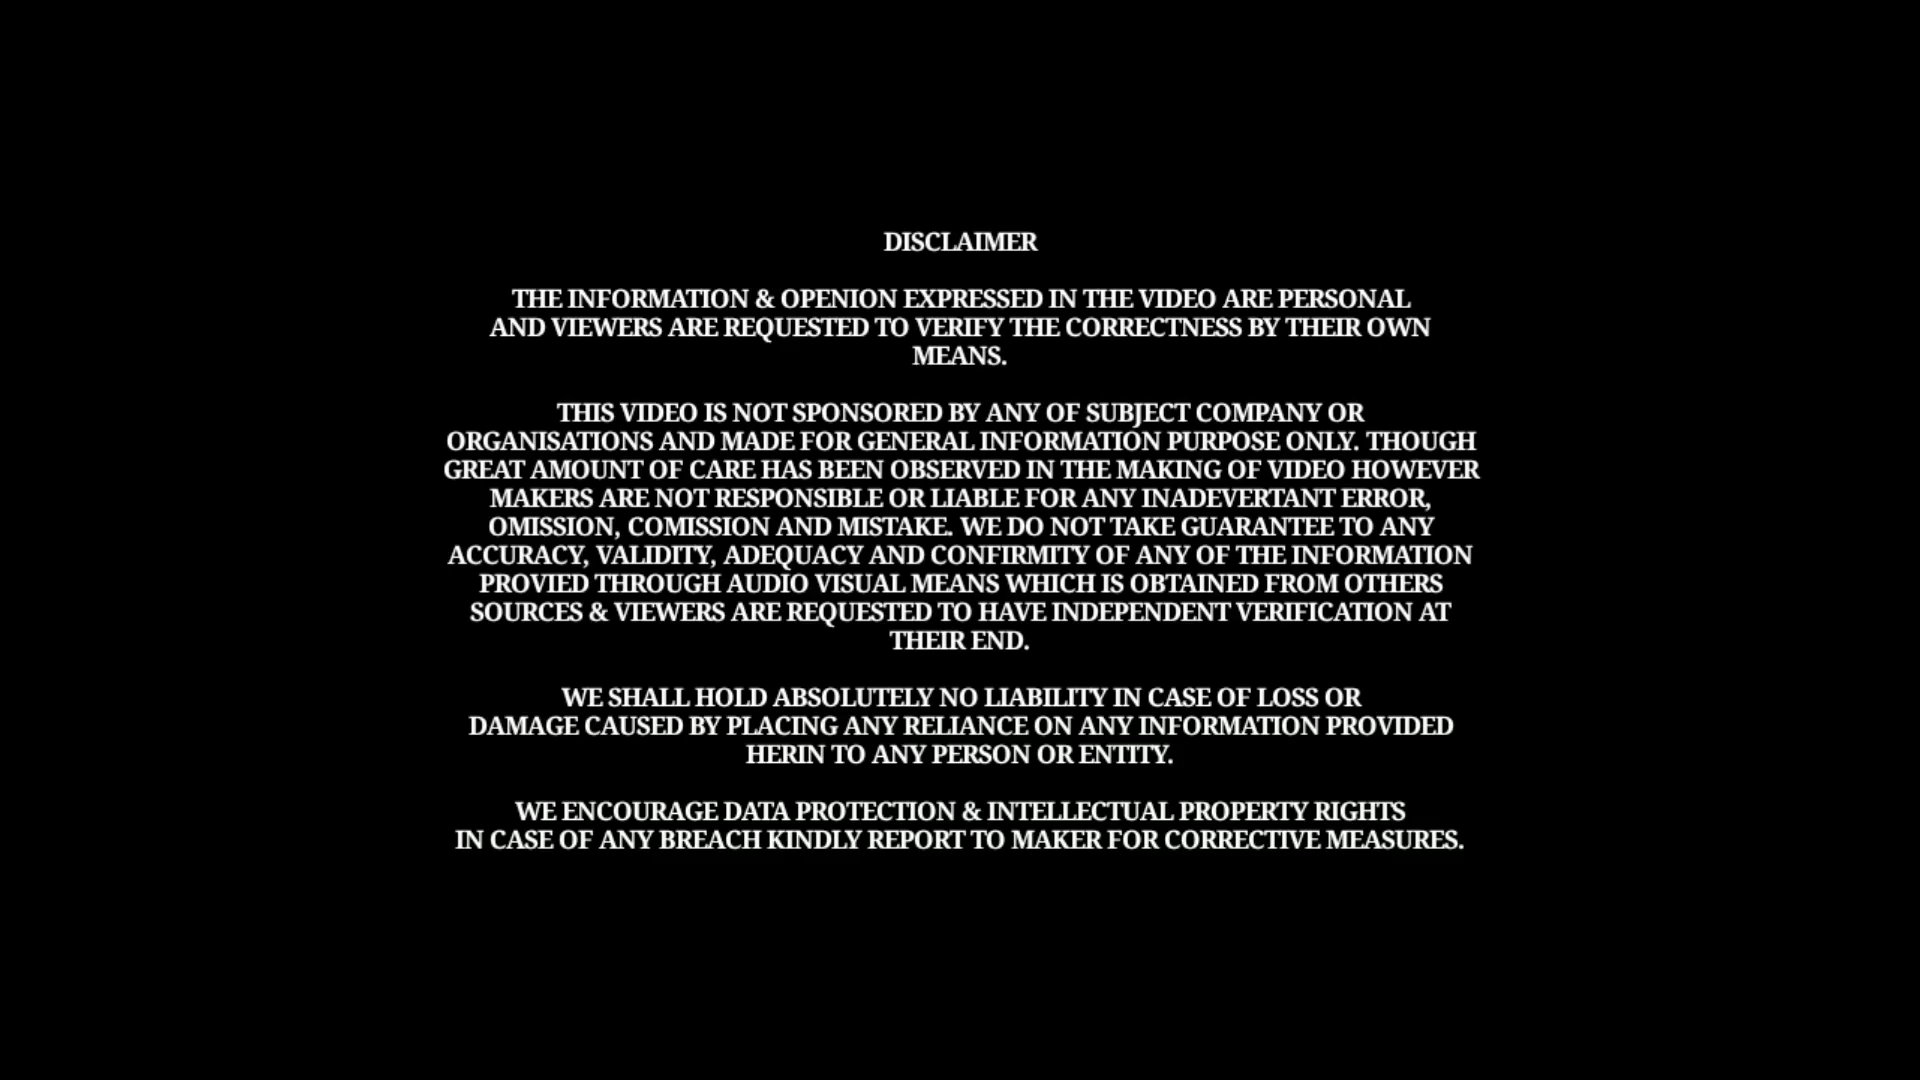 DISCLAIMER
THE INFORMATION & OPENION EXPRESSED IN THE VIDEO ARE PERSONAL
AND VIEWERS ARE REQUESTED TO VERIFY THE CORRECTNESS BY THEIR OWN
MEANS.
THIS VIDEO IS NOT SPONSORED BY ANY OF SUBJECT COMPANY OR
ORGANISATIONS AND MADE FOR GENERAL INFORMATION PURPOSE ONLY. THOUGH
GREAT AMOUNT OF CARE HAS BEEN OBSERVED IN THE MAKING OF VIDEO HOWEVER
MAKERS ARE NOT RESPONSIBLE OR LIABLE FOR ANY INADEVERTANT ERROR,
OMISSION, COMISSION AND MISTAKE. WE DO NOT TAKE GUARANTEE TO ANY
ACCURACY, VALIDITY, ADEQUACY AND CONFIRMITY OF ANY OF THE INFORMATION
PROVIED THROUGH AUDIO VISUAL MEANS WHICH IS OBTAINED FROM OTHERS
SOURCES & VIEWERS ARE REQUESTED TO HAVE INDEPENDENT VERIFICATION AT
THEIR END.
WE SHALL HOLD ABSOLUTELY NO LIABILITY IN CASE OF LOSS OR
DAMAGE CAUSED BY PLACING ANY RELIANCE ON ANY INFORMATION PROVIDED
HERIN TO ANY PERSON OR ENTITY.
WE ENCOURAGE DATA PROTECTION & INTELLECTUAL PROPERTY RIGHTS
IN CASE OF ANY BREACH KINDLY REPORT TO MAKER FOR CORRECTIVE MEASURES.